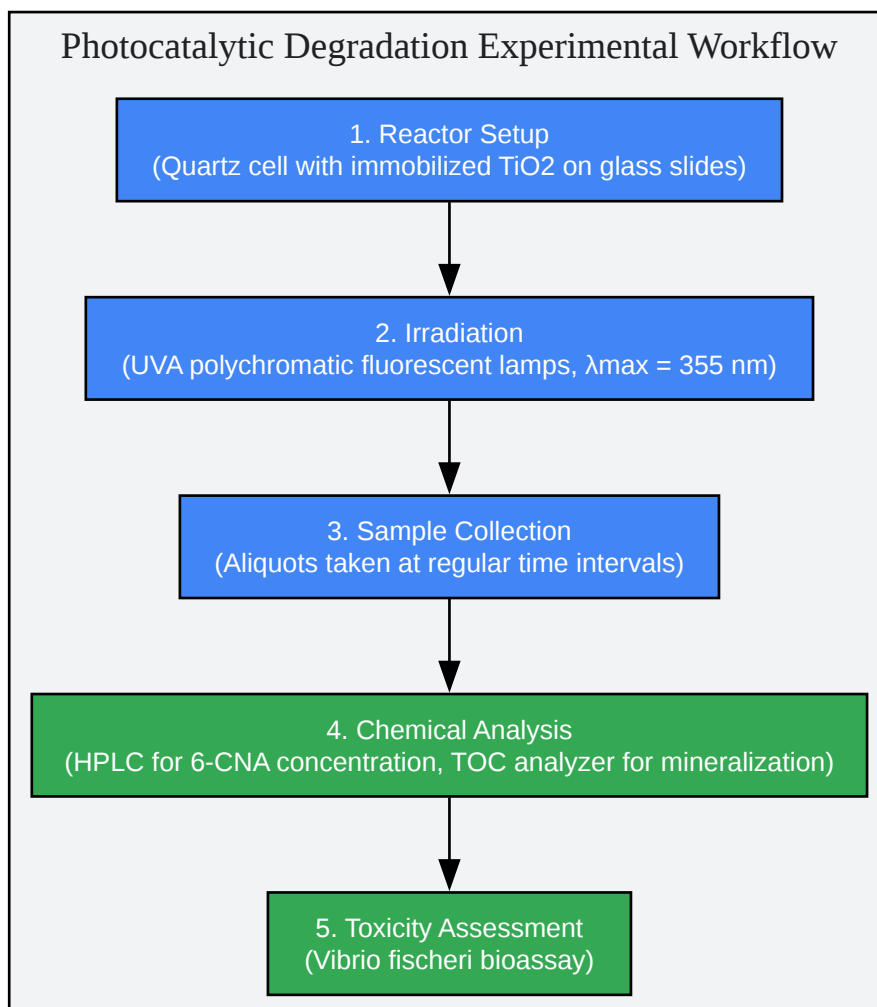 Photocatalytic Degradation Experimental Workflow
1. Reactor Setup
(Quartz cell with immobilized TiO2 on glass slides)
2. Irradiation
(UVA polychromatic fluorescent lamps, λmax = 355 nm)
3. Sample Collection
(Aliquots taken at regular time intervals)
4. Chemical Analysis
(HPLC for 6-CNA concentration, TOC analyzer for mineralization)
5. Toxicity Assessment
(Vibrio fischeri bioassay)